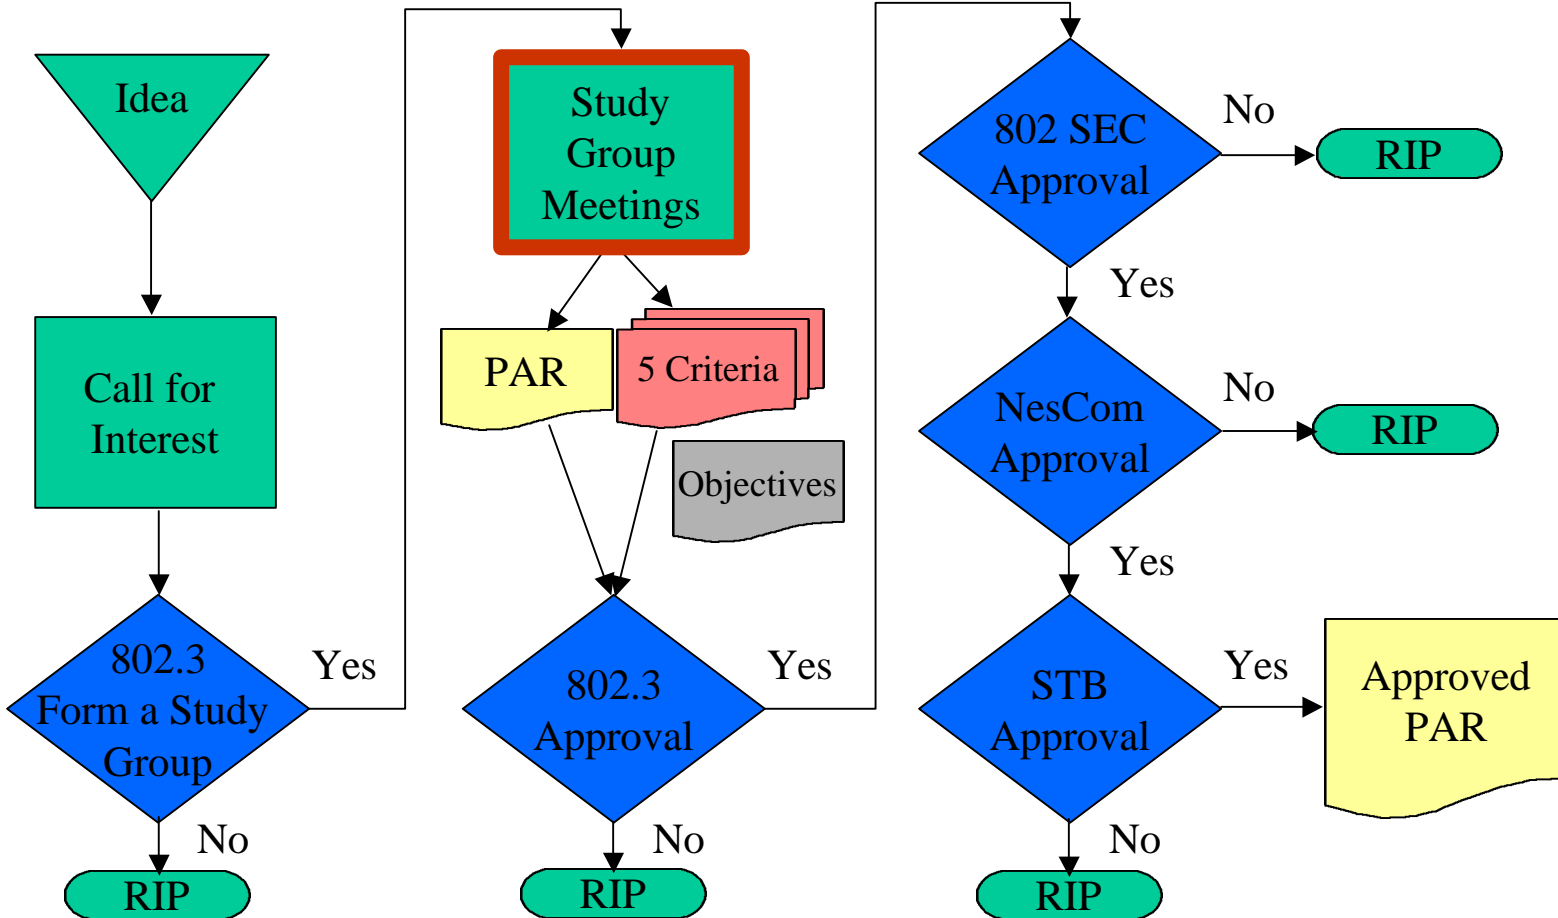 Idea
Call for
Interest
802.3
Form a Study
Group
Yes
No
RIP
Study
Group
Meetings
PAR
5 Criteria
Objectives
802.3
Approval
Yes
No
RIP
802 SEC
Approval
No
RIP
Yes
NesCom
Approval
No
RIP
Yes
STB
Approval
Yes
Approved
PAR
No
RIP